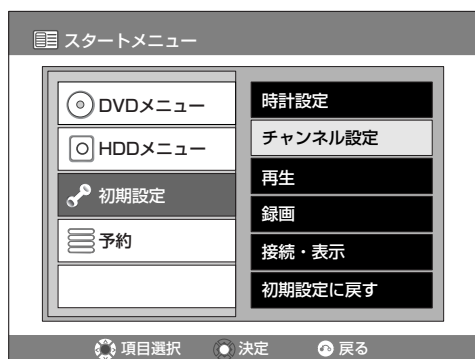 スタートメニュー
DVDメニュー
HDDメニュー
初期設定
予約
時計設定
チャンネル設定
再生
録画
接続・表示
初期設定に戻す
項目選択 決定 戻る